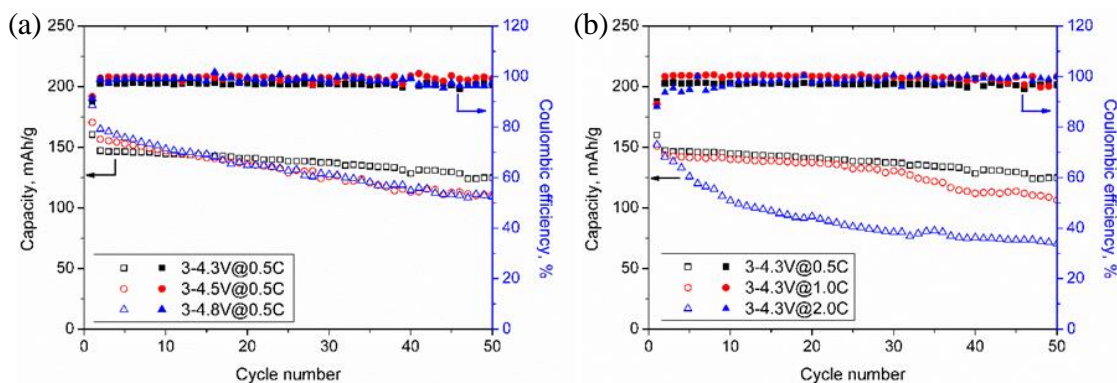 (a)
250
200
150
100
50
0
Capacity, mAh/g
120
100
80
60
40
20
0
Coulombic efficiency, %
3-4.3V@0.5C
3-4.5V@0.5C
3-4.8V@0.5C
0 10 20 30 40 50
Cycle number
(b)
250
200
150
100
50
0
Capacity, mAh/g
120
100
80
60
40
20
0
Coulombic efficiency, %
3-4.3V@0.5C
3-4.3V@1.0C
3-4.3V@2.0C
0 10 20 30 40 50
Cycle number